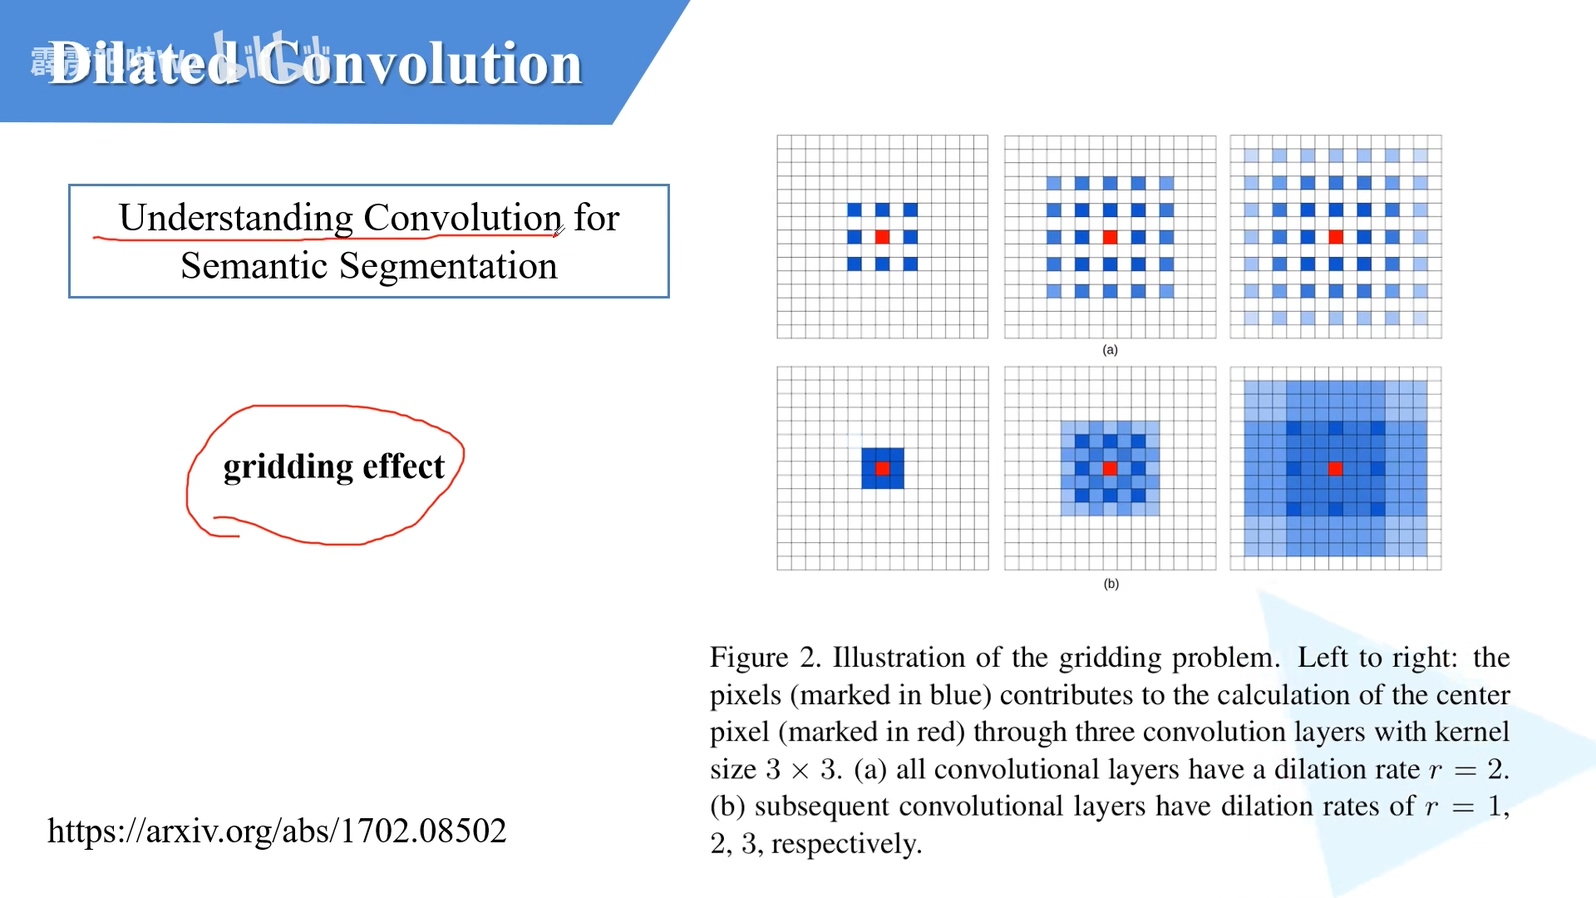 Dilated Convolution
Understanding Convolution for
Semantic Segmentation
gridding effect
https://arxiv.org/abs/1702.08502
(a)
(b)
Figure 2. Illustration of the gridding problem. Left to right: the
pixels (marked in blue) contributes to the calculation of the center
pixel (marked in red) through three convolution layers with kernel
size 3 × 3. (a) all convolutional layers have a dilation rate r = 2.
(b) subsequent convolutional layers have dilation rates of r = 1,
2, 3, respectively.